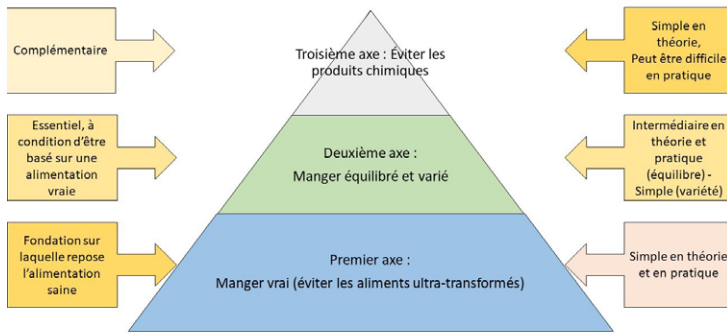 Complémentaire
Troisième axe : Éviter les
produits chimiques
Simple en
théorie,
Peut être difficile
en pratique
Essentiel, à
condition d'être
basé sur une
alimentation
vraie
Deuxième axe :
Manger équilibré et varié
Intermédiaire en
théorie et
pratique
(équilibre) -
Simple (variété)
Fondation sur
laquelle repose
l'alimentation
saine
Premier axe :
Manger vrai (éviter les aliments ultra-transformés)
Simple en théorie
et en pratique